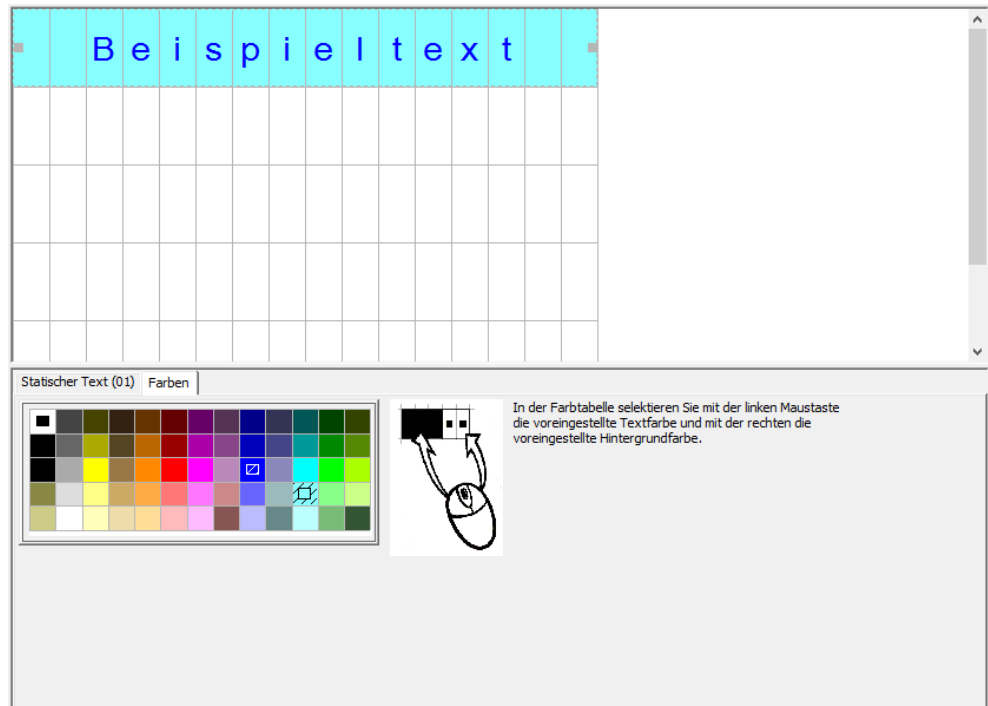 Beispieltext
Statischer Text (01)
Farben
In der Farbtabelle selektieren Sie mit der linken Maustaste
die voreingestellte Textfarbe und mit der rechten die
voreingestellte Hintergrundfarbe.